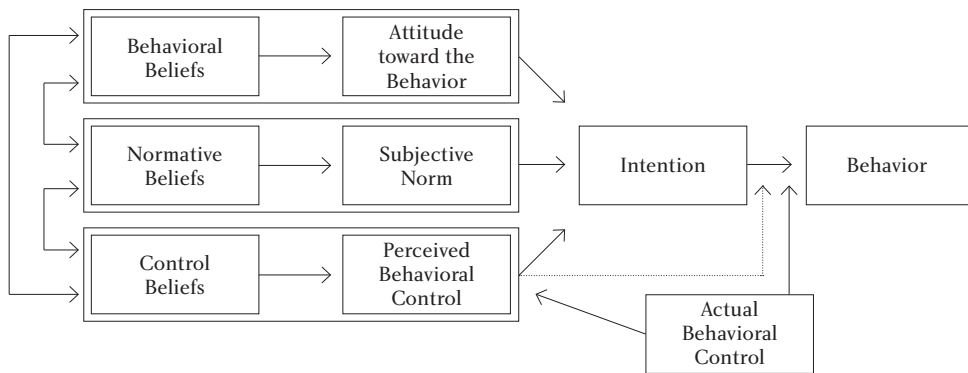 Behavioral
Beliefs
Attitude
toward the
Behavior
Normative
Beliefs
Subjective
Norm
Intention
Behavior
Control
Beliefs
Perceived
Behavioral
Control
Actual
Behavioral
Control